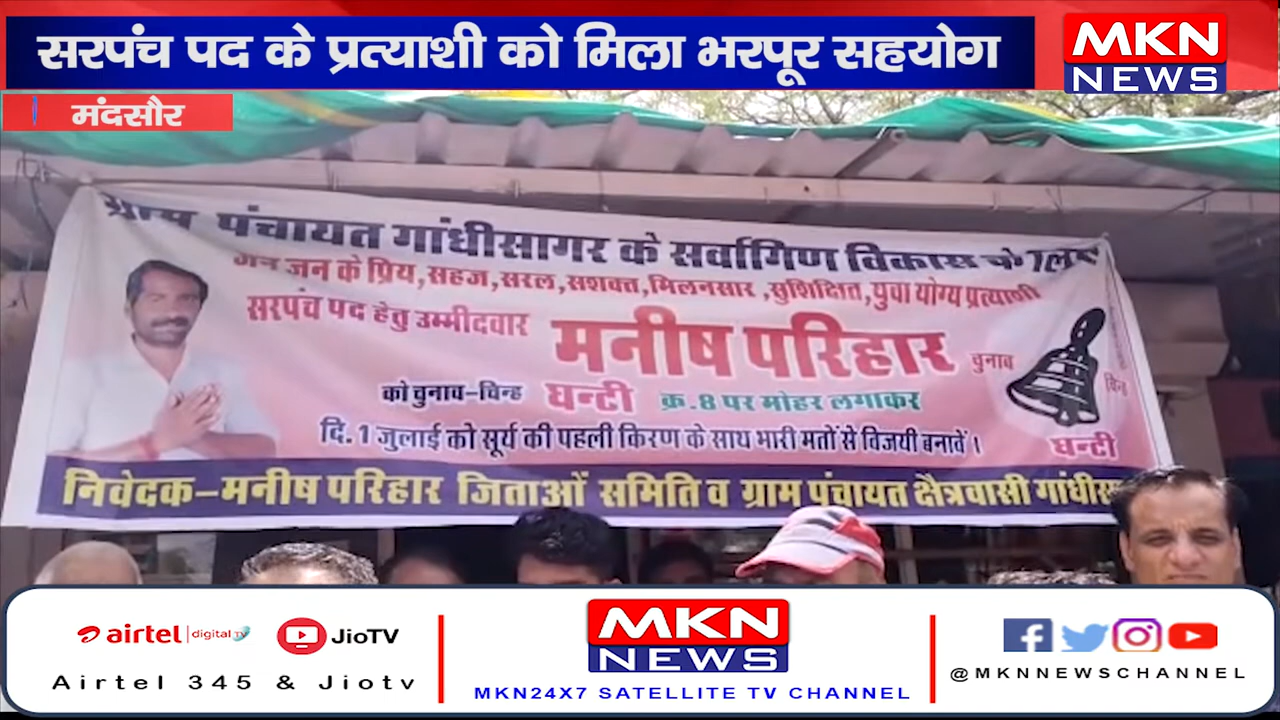 सरपंच पद के प्रत्याशी को मिला भरपूर सहयोग
MKN
NEWS
मंदसौर
ग्राम पंचायत गांधीसागर के सर्वागिण विकास के लिए
जन जन के प्रिय,सहज,सरल,सशक्त,मिलनसार ,सुशिक्षित,युवा योग्य प्रत्याशी
सरपंच पद हेतु उम्मीदवार मनीष परिहार चुनाव चिन्ह
को चुनाव-चिन्ह घन्टी क्र.8 पर मोहर लगाकर
दि. 1 जुलाई को सूर्य की पहली किरण के साथ भारी मतों से विजयी बनावें ।
घन्टी
निवेदक-मनीष परिहार जिताओं समिति व ग्राम पंचायत क्षैत्रवासी
airtel digital TV
JioTV
Airtel 345 & Jiotv
MKN
NEWS
MKN24X7 SATELLITE TV CHANNEL
@MKNNEWSCHANNEL